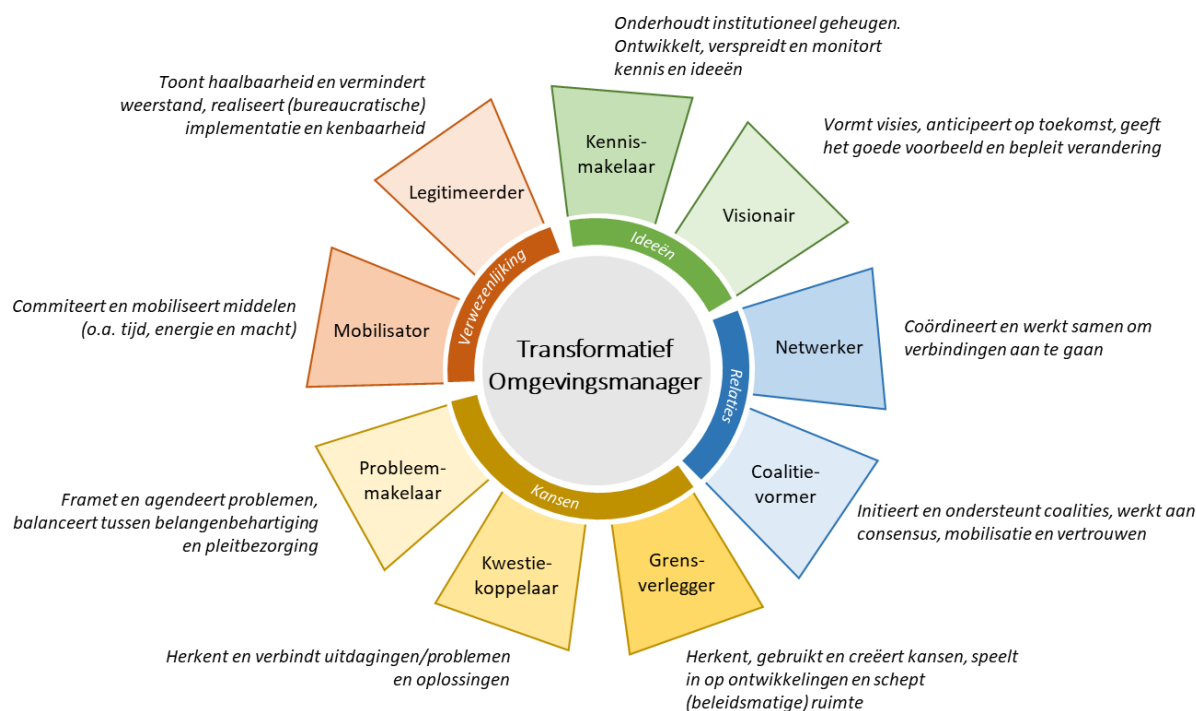 Onderhoudt institutioneel geheugen.
Ontwikkelt, verspreidt en monitort
kennis en ideeën
Toont haalbaarheid en vermindert
weerstand, realiseert (bureaucratische)
implementatie en kenbaarheid
Vormt visies, anticipeert op toekomst, geeft
het goede voorbeeld en bepleit verandering
Kennis-
makelaar
Legitimeerder
Visionair
Ideeën
Verwezenlijking
Commiteert en mobiliseert middelen
(o.a. tijd, energie en macht)
Mobilisator
Transformatief
Omgevingsmanager
Netwerker
Coördineert en werkt samen om
verbindingen aan te gaan
Relaties
Probleem-
makelaar
Kansen
Coalitie-
vormer
Framet en agendeert problemen,
balanceert tussen belangenbehartiging
en pleitbezorging
Initieert en ondersteunt coalities, werkt aan
consensus, mobilisatie en vertrouwen
Kwestie-
koppelaar
Grens-
verlegger
Herkent en verbindt uitdagingen/problemen
en oplossingen
Herkent, gebruikt en creëert kansen, speelt
in op ontwikkelingen en schept
(beleidsmatige) ruimte